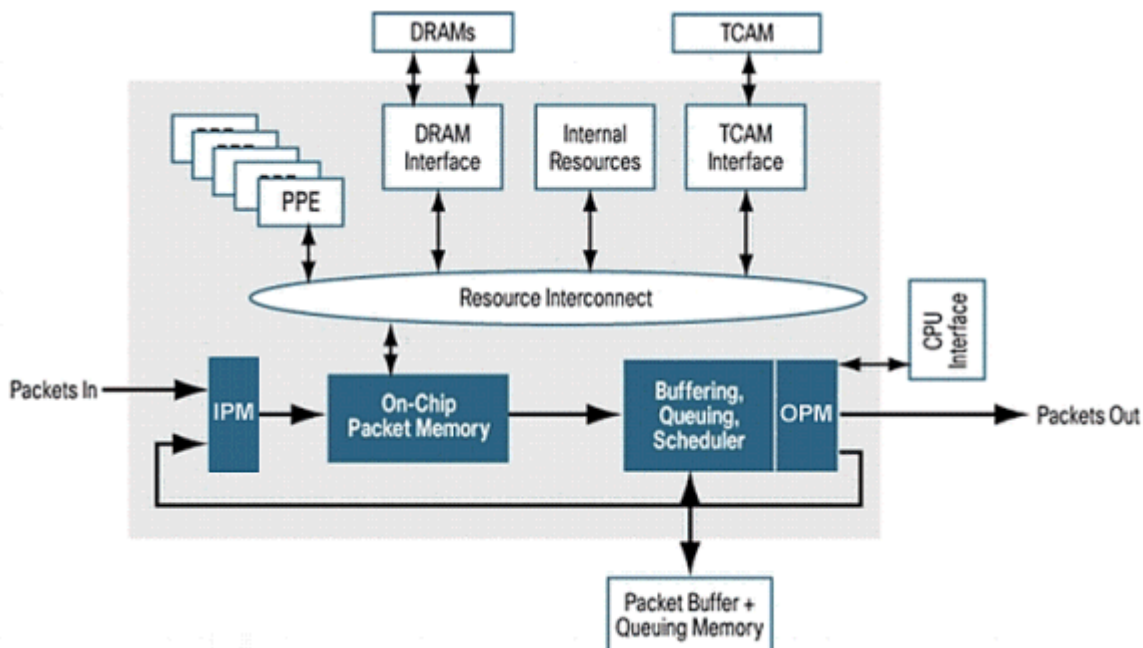 DRAMs
TCAM
DRAM
Interface
Internal
Resources
TCAM
Interface
PPE
Resource Interconnect
CPU
Interface
Packets In
IPM
On-Chip
Packet Memory
Buffering,
Queuing,
Scheduler
OPM
Packets Out
Packet Buffer +
Queuing Memory